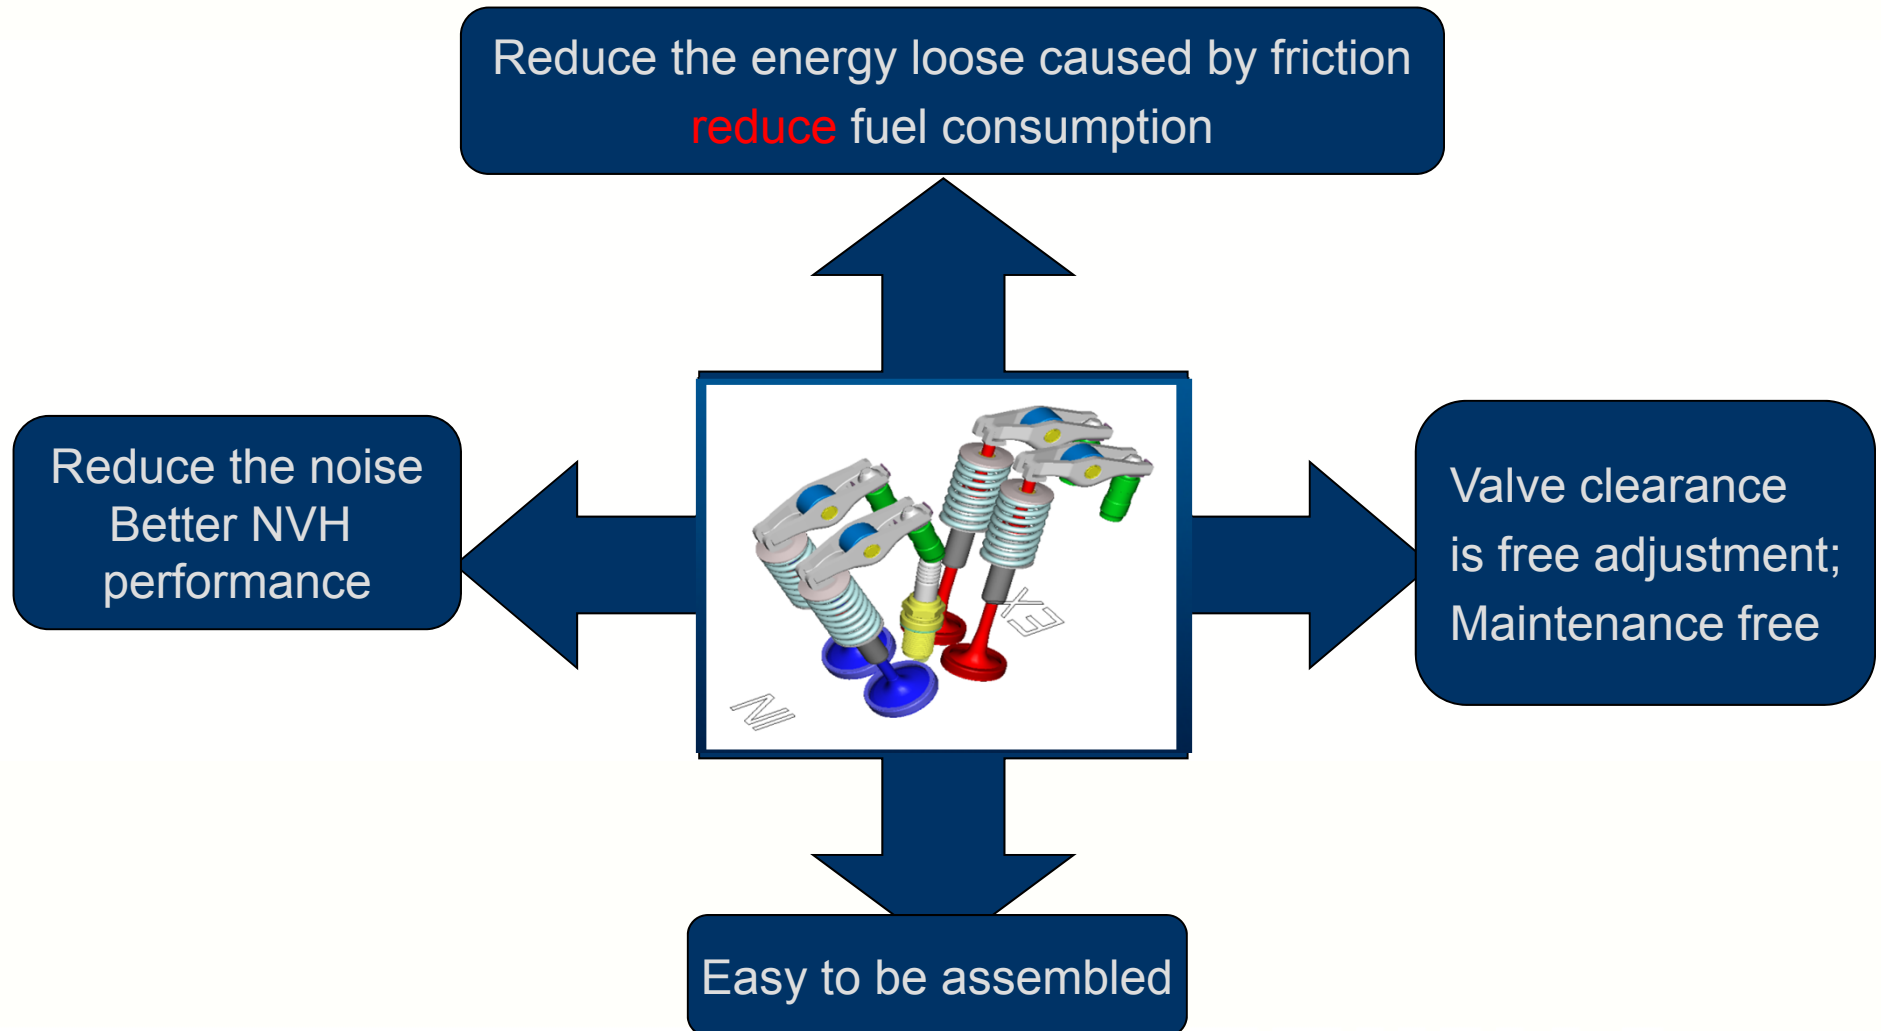 Reduce the energy loose caused by friction
reduce fuel consumption
Reduce the noise
Better NVH
performance
Valve clearance
is free adjustment;
Maintenance free
EX
IN
Easy to be assembled